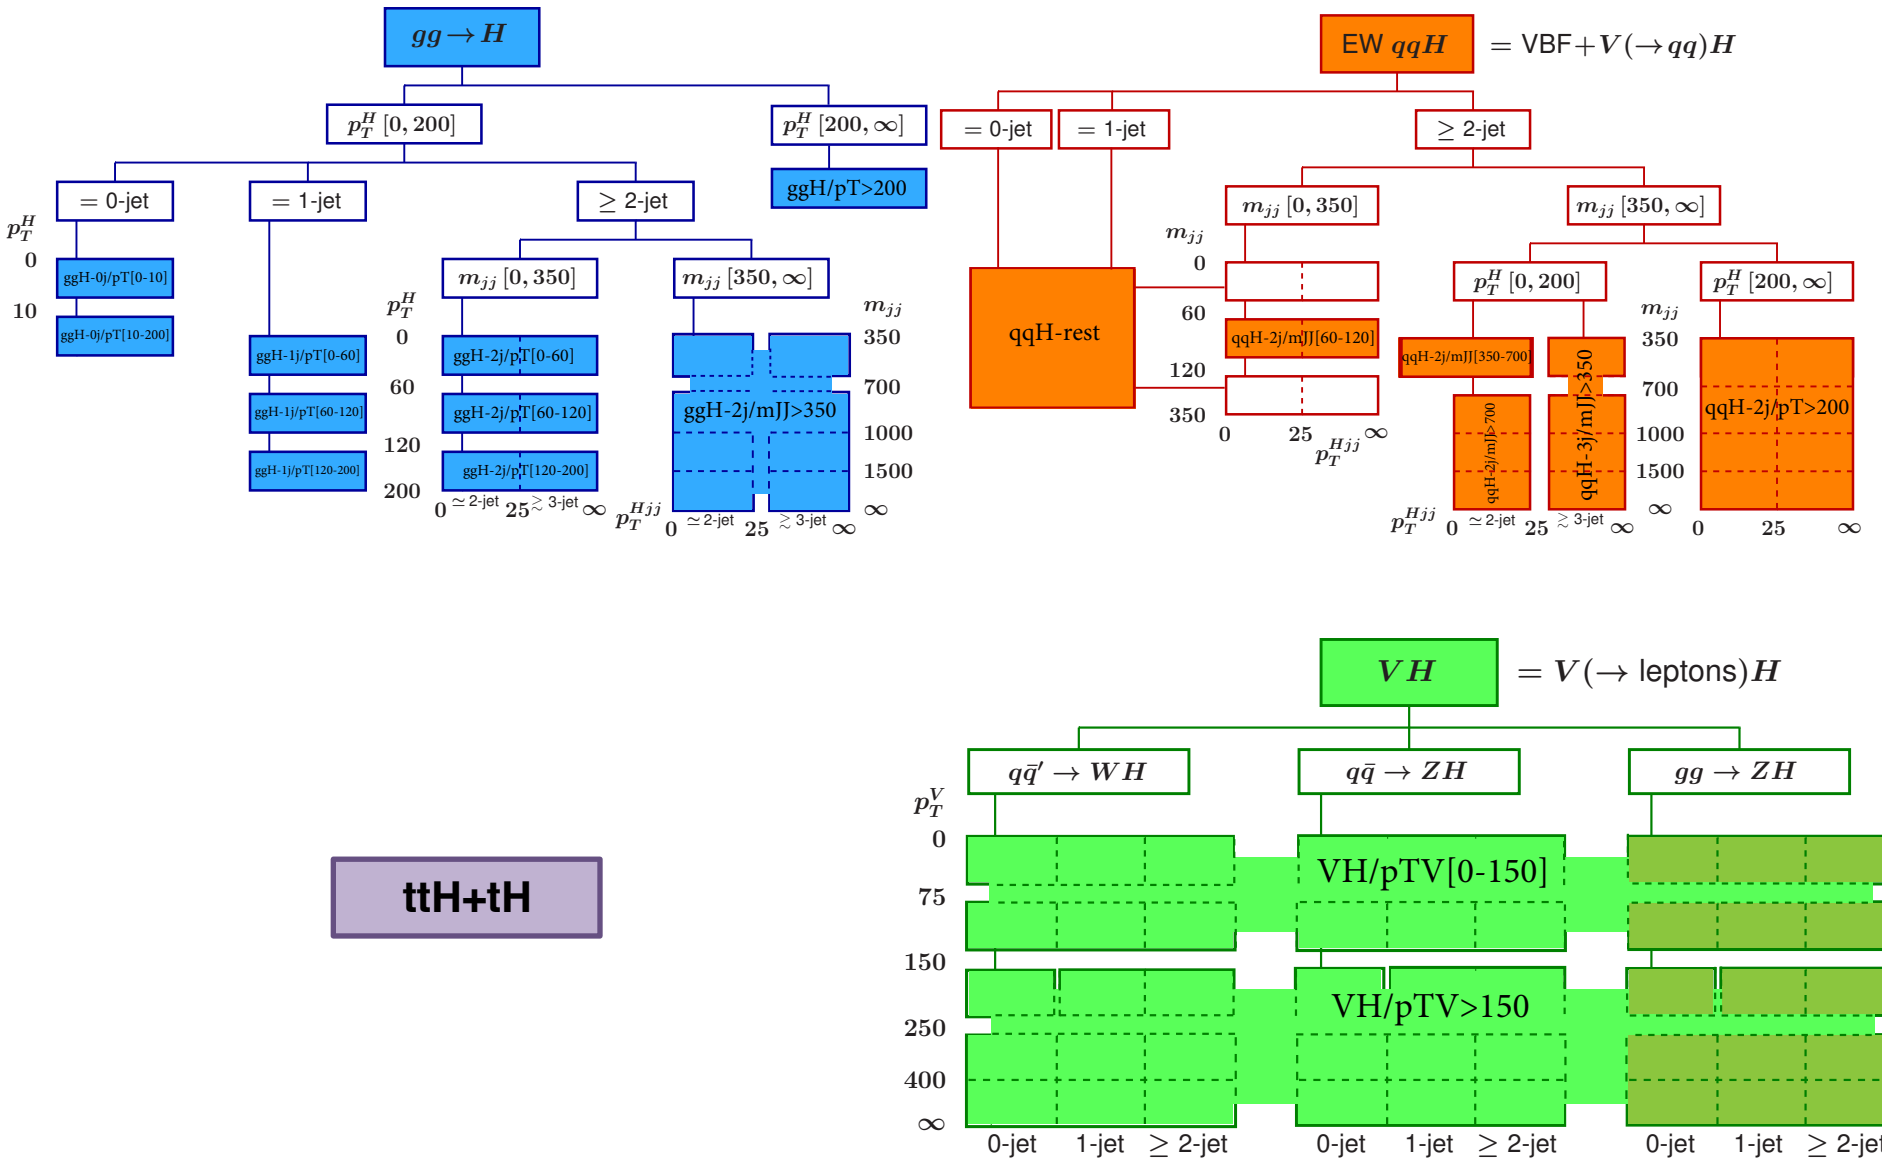 gg → H
p_T^H [0, 200]
p_T^H [200, ∞]
ggH/pT>200
= 0-jet
= 1-jet
≥ 2-jet
p_T^H
0
10
ggH-0j/pT[0-10]
ggH-0j/pT[10-200]
ggH-1j/pT[0-60]
ggH-1j/pT[60-120]
ggH-1j/pT[120-200]
m_jj [0, 350]
m_jj [350, ∞]
p_T^H
0
60
120
200
ggH-2j/pT[0-60]
ggH-2j/pT[60-120]
ggH-2j/pT[120-200]
0 ≃ 2-jet 25 ≳ 3-jet ∞
ggH-2j/mJJ>350
m_jj
350
700
1000
1500
∞
p_T^Hjj 0 ≃ 2-jet 25 ≳ 3-jet ∞
EW qqH = VBF + V(→ qq)H
= 0-jet
= 1-jet
≥ 2-jet
qqH-rest
m_jj [0, 350]
m_jj [350, ∞]
m_jj
0
60
120
350
qqH-2j/mJJ[60-120]
0 25 ∞
p_T^Hjj
p_T^H [0, 200]
p_T^H [200, ∞]
qqH-2j/mJJ[350-700]
qqH-2j/mJJ>700
qqH-3j/mJJ>350
m_jj
350
700
1000
1500
∞
qqH-2j/pT>200
p_T^Hjj 0 ≃ 2-jet 25 ≳ 3-jet ∞
0 25 ∞
ttH+tH
VH = V(→ leptons)H
qq̄′ → WH
qq̄ → ZH
gg → ZH
p_T^V
0
75
150
250
400
∞
VH/pTV[0-150]
VH/pTV>150
0-jet 1-jet ≥ 2-jet 0-jet 1-jet ≥ 2-jet 0-jet 1-jet ≥ 2-jet